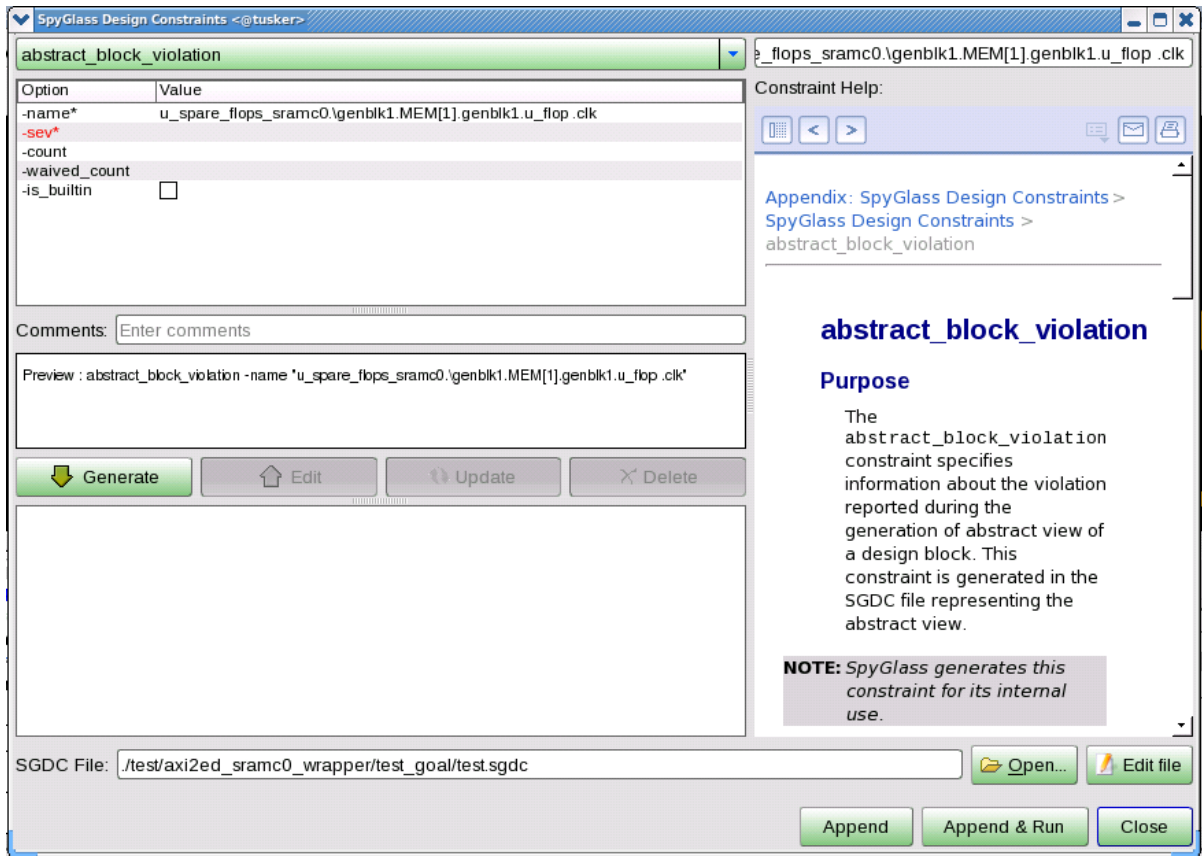 SpyGlass Design Constraints <@tusker>
abstract_block_violation
e_flops_sramc0.\genblk1.MEM[1].genblk1.u_flop .clk
Option Value
-name* u_spare_flops_sramc0.\genblk1.MEM[1].genblk1.u_flop .clk
-sev*
-count
-waived_count
-is_builtin
Comments: Enter comments
Preview : abstract_block_violation -name "u_spare_flops_sramc0.\genblk1.MEM[1].genblk1.u_flop .clk"
Generate Edit Update Delete
Constraint Help:
< >
Appendix: SpyGlass Design Constraints >
SpyGlass Design Constraints >
abstract_block_violation
abstract_block_violation
Purpose
The
abstract_block_violation
constraint specifies
information about the violation
reported during the
generation of abstract view of
a design block. This
constraint is generated in the
SGDC file representing the
abstract view.
NOTE: SpyGlass generates this
constraint for its internal
use.
SGDC File: ./test/axi2ed_sramc0_wrapper/test_goal/test.sgdc Open... Edit file
Append Append & Run Close